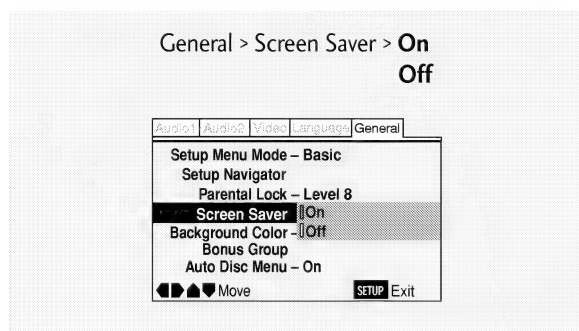 General > Screen Saver > On
Off
Audio1 Audio2 Video Language General
Setup Menu Mode – Basic
Setup Navigator
Parental Lock – Level 8
Screen Saver On
Background Color – Off
Bonus Group
Auto Disc Menu – On
Move SETUP Exit